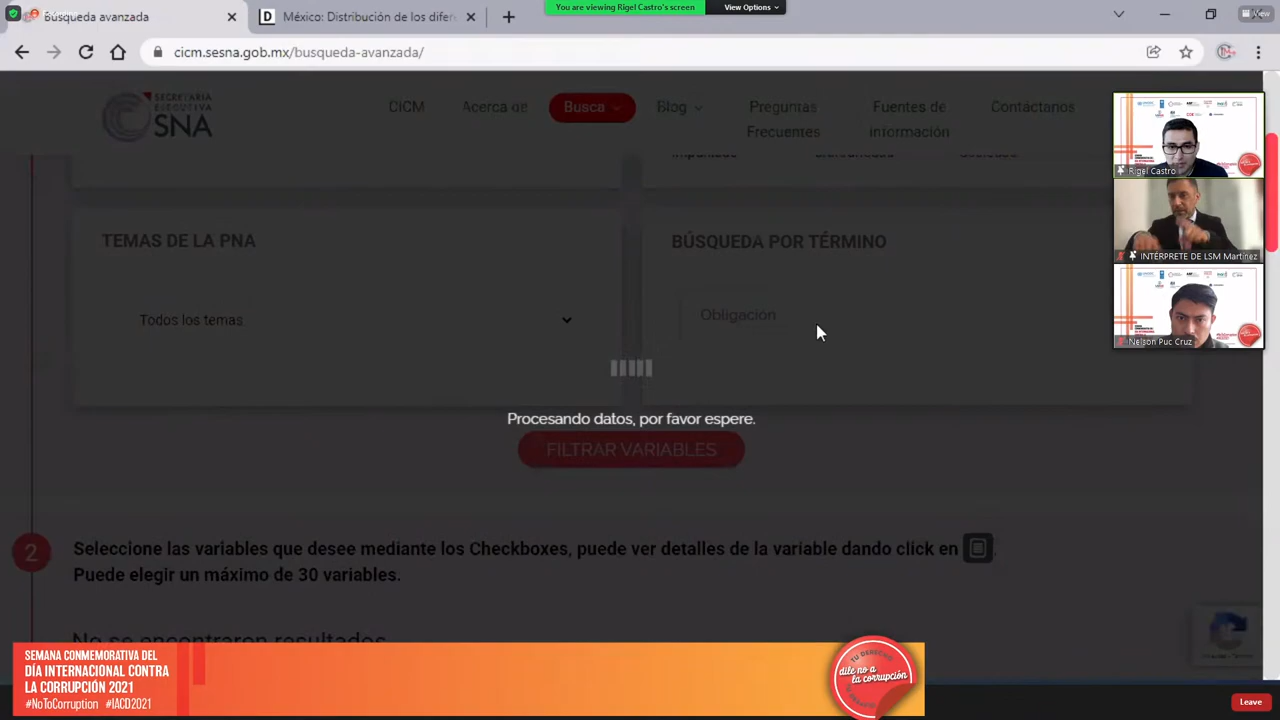 Búsqueda avanzada
México: Distribución de los difer
You are viewing Rigel Castro's screen
View Options
View
cicm.sesna.gob.mx/busqueda-avanzada/
SECRETARÍA
EJECUTIVA
SNA
CICM
Acerca de
Busca
Blog
Preguntas
Frecuentes
Fuentes de
Información
Contáctanos
Rigel Castro
INTÉRPRETE DE LSM Martínez
Nelson Puc Cruz
TEMAS DE LA PNA
Todos los temas
BÚSQUEDA POR TÉRMINO
Obligación
Procesando datos, por favor espere.
FILTRAR VARIABLES
2
Seleccione las variables que desee mediante los Checkboxes, puede ver detalles de la variable dando click en .
Puede elegir un máximo de 30 variables.
No se encontraron resultados
SEMANA CONMEMORATIVA DEL
DÍA INTERNACIONAL CONTRA
LA CORRUPCIÓN 2021
#NoToCorruption #IACD2021
TU DERECHO
dile no a
la corrupción
Leave